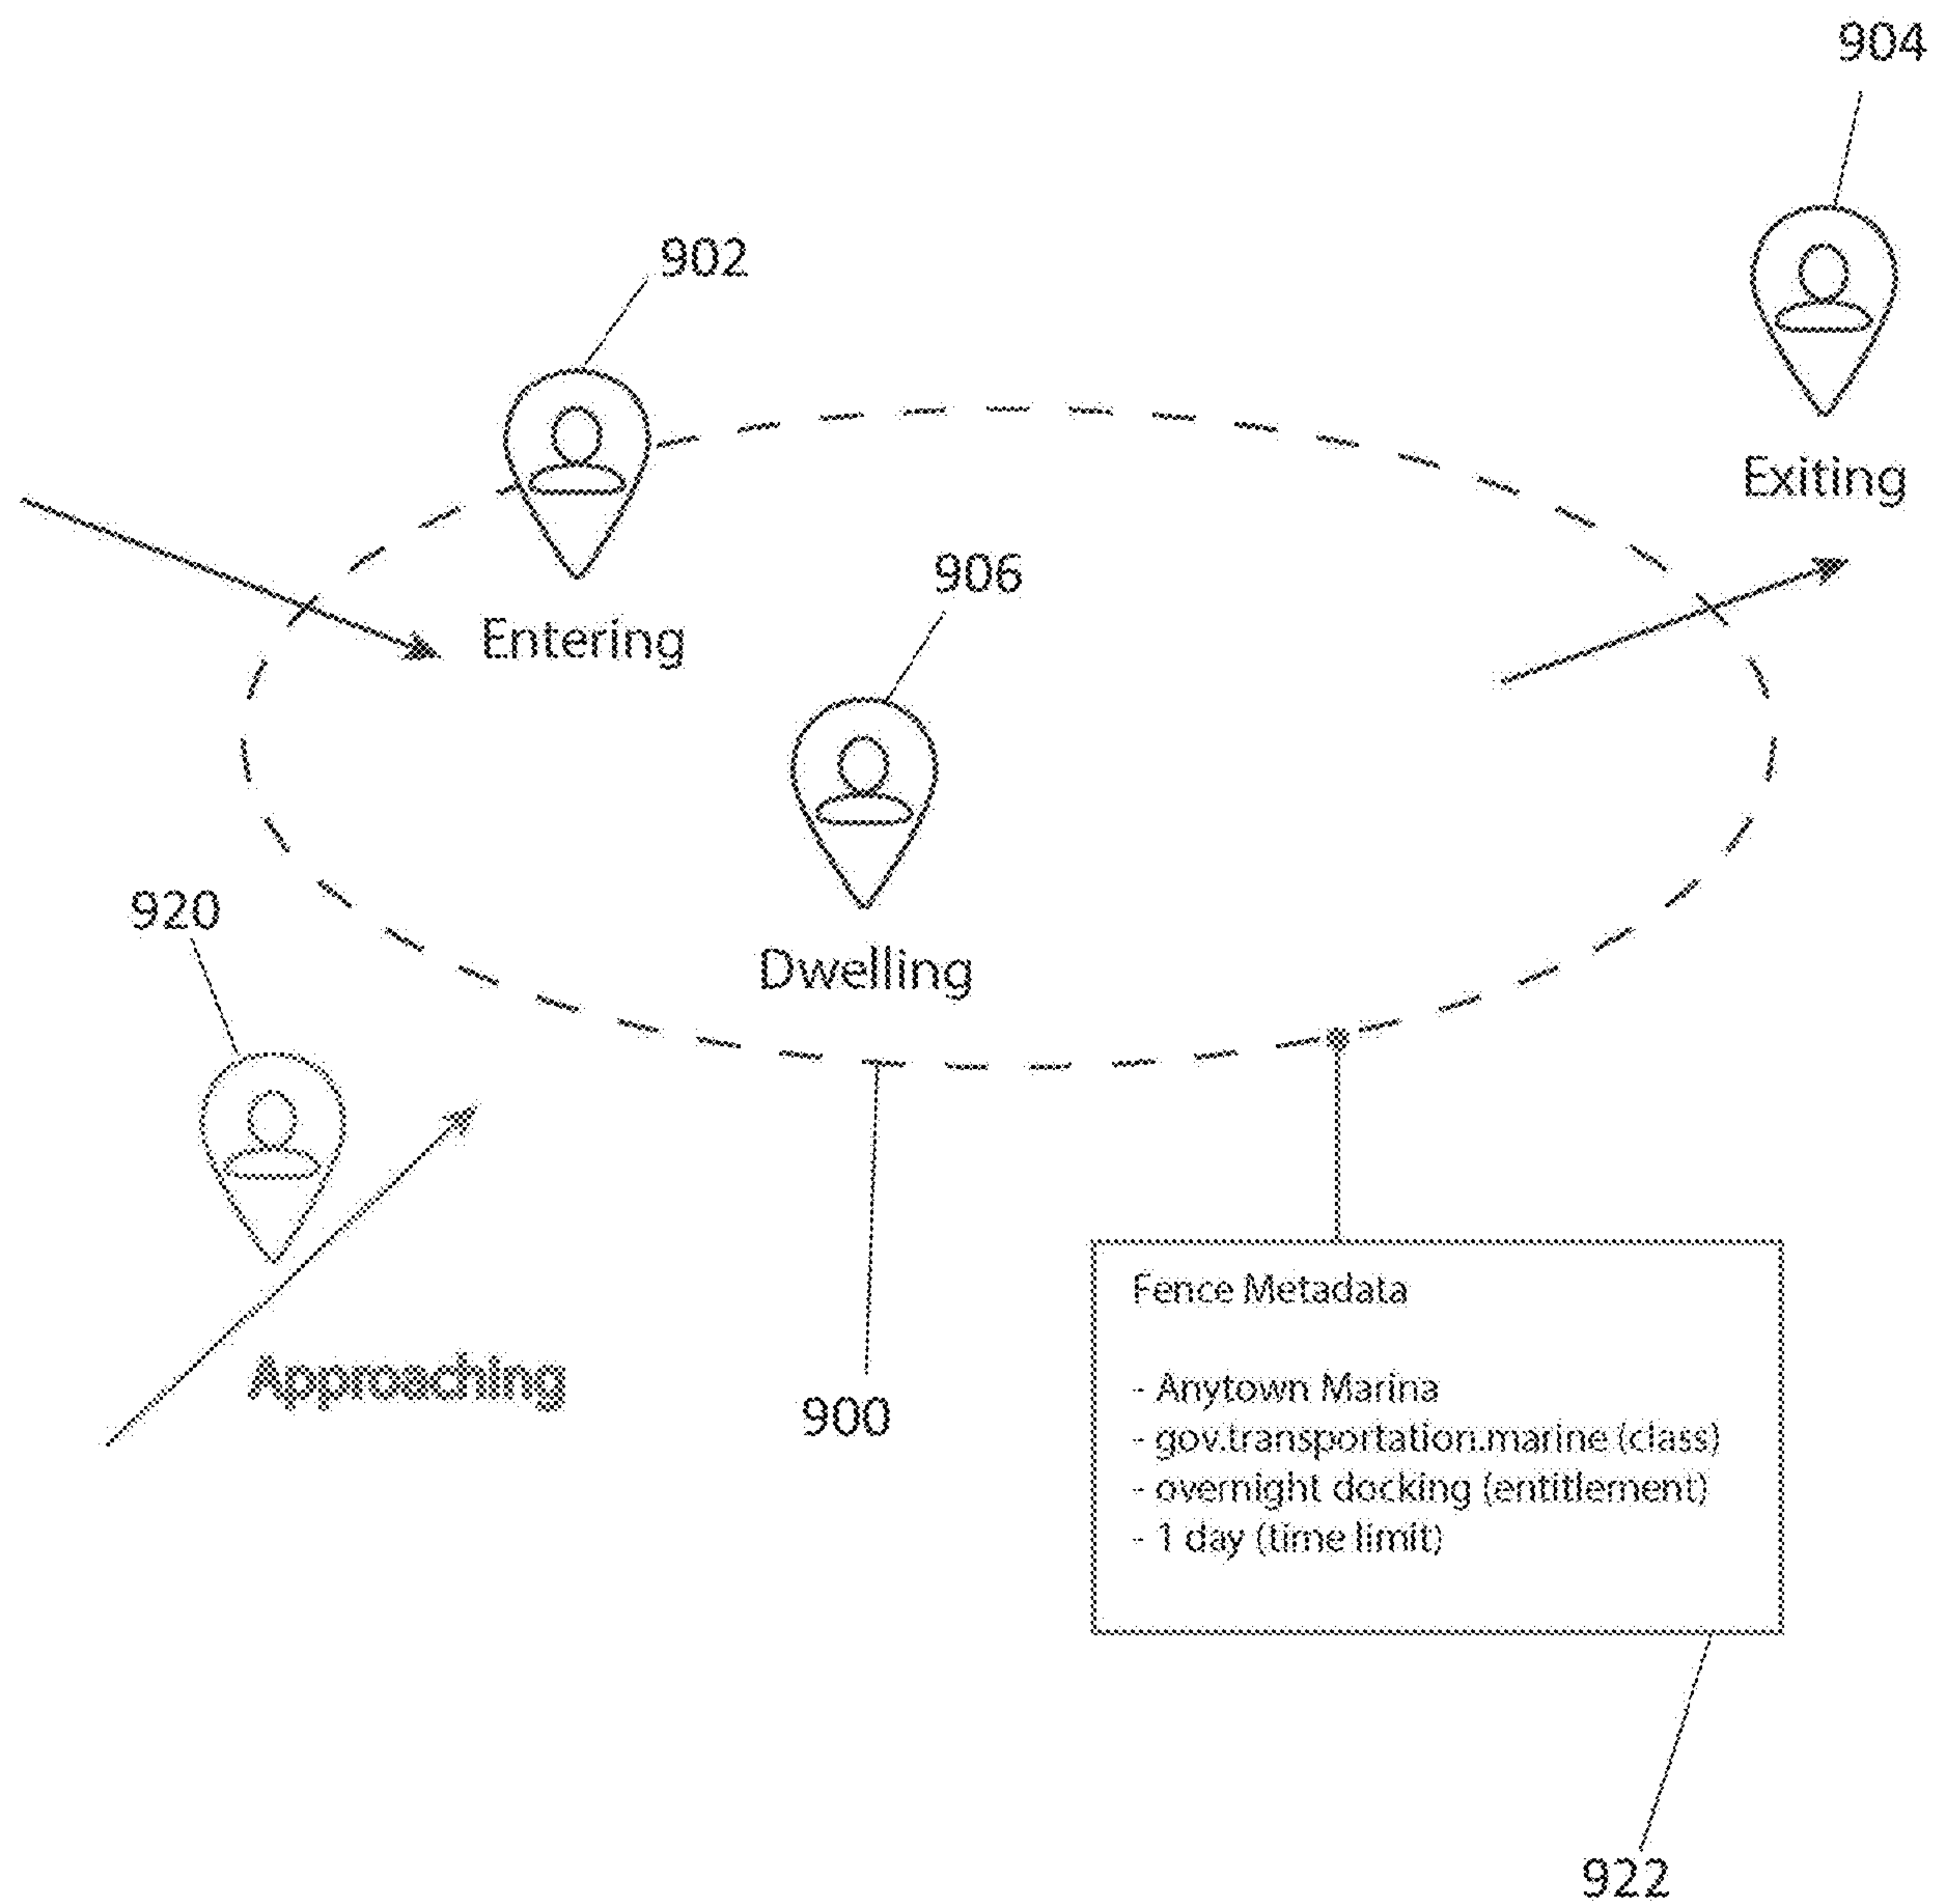 904
902
Exiting
906
Entering
920
Dwelling
Approaching
900
Fence Metadata
- Anytown Marina
- gov.transportation.marine (class)
- overnight docking (entitlement)
- 1 day (time limit)
922